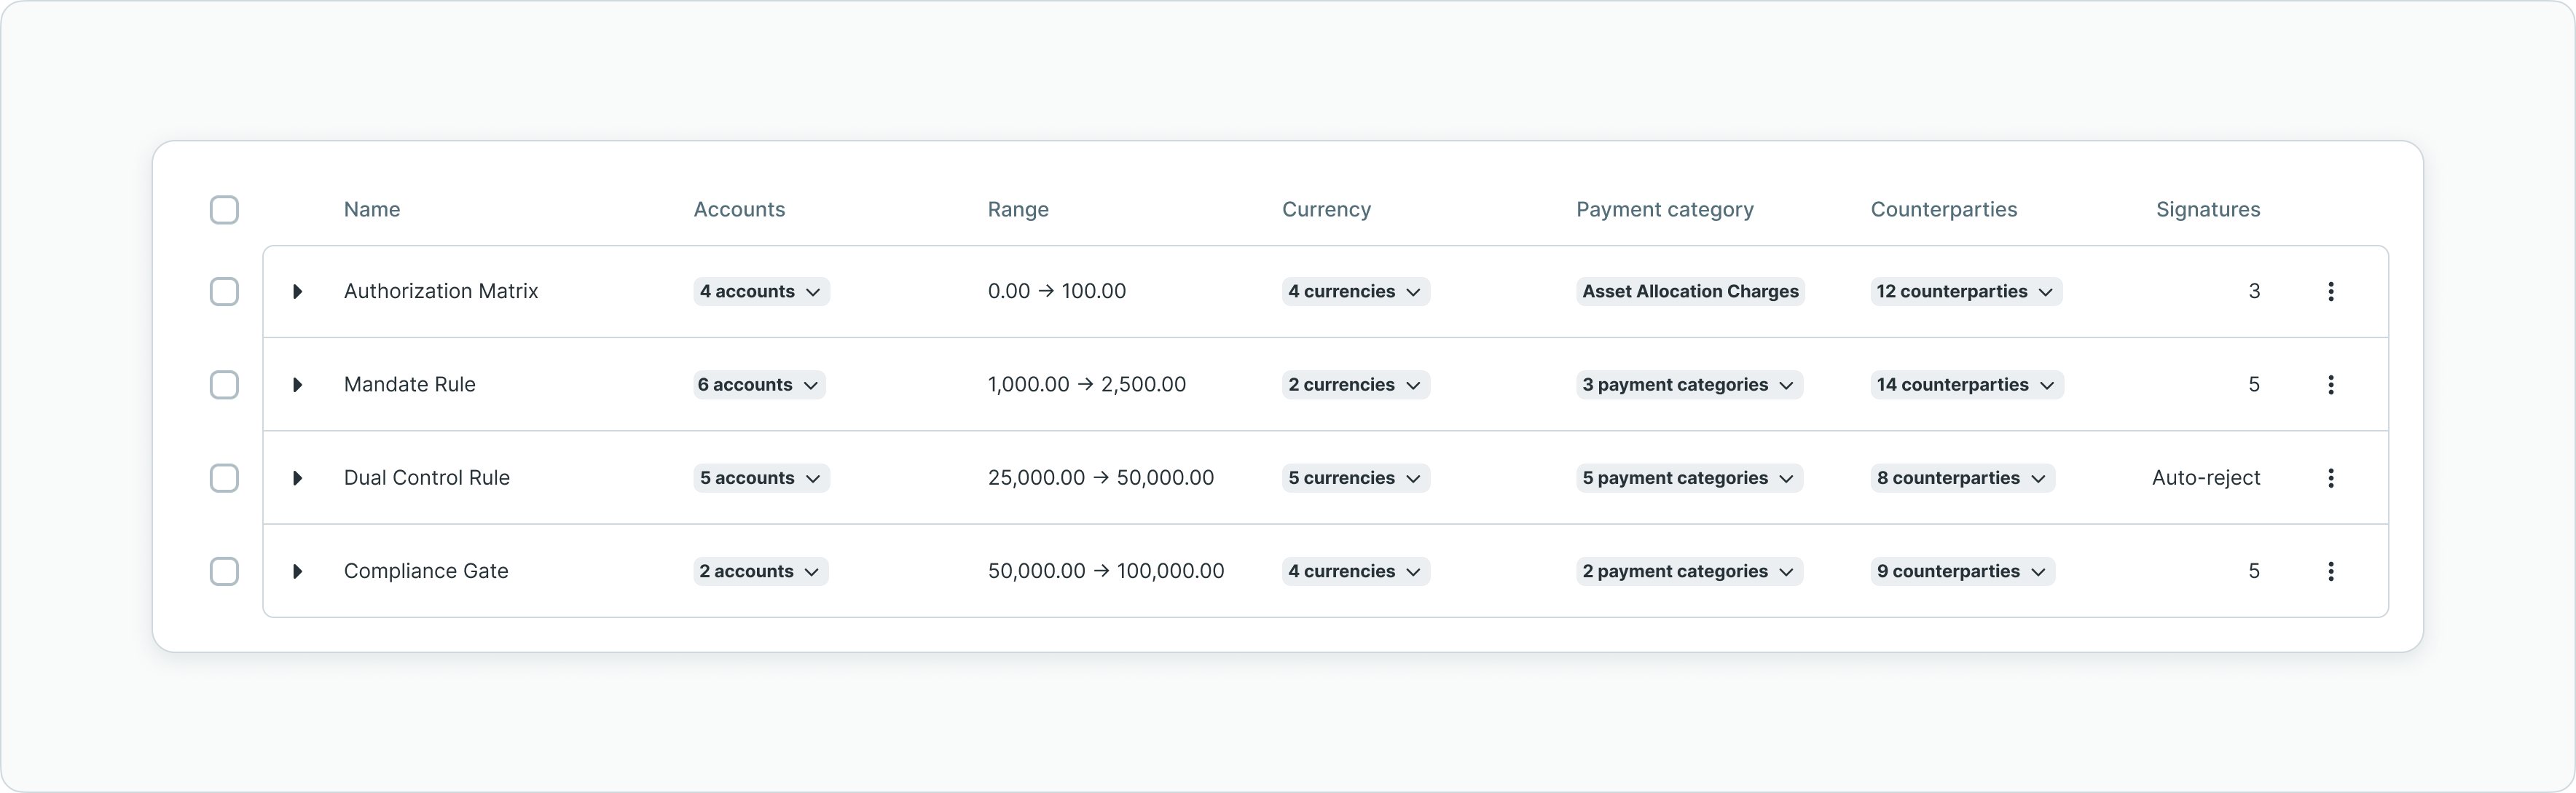 Name Accounts Range Currency Payment category Counterparties Signatures
Authorization Matrix 4 accounts 0.00 → 100.00 4 currencies Asset Allocation Charges 12 counterparties 3
Mandate Rule 6 accounts 1,000.00 → 2,500.00 2 currencies 3 payment categories 14 counterparties 5
Dual Control Rule 5 accounts 25,000.00 → 50,000.00 5 currencies 5 payment categories 8 counterparties Auto-reject
Compliance Gate 2 accounts 50,000.00 → 100,000.00 4 currencies 2 payment categories 9 counterparties 5